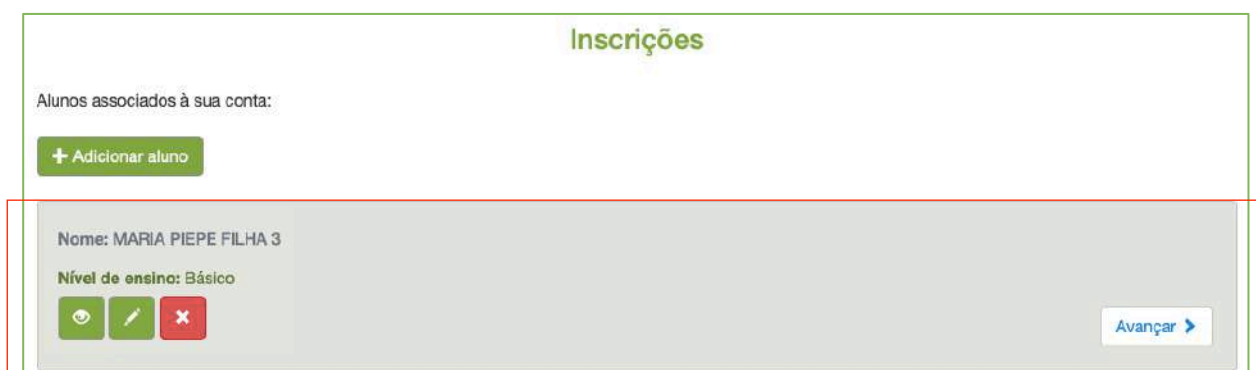 Inscrições
Alunos associados à sua conta:
+ Adicionar aluno
Nome: MARIA PIEPE FILHA 3
Nível de ensino: Básico
Avançar